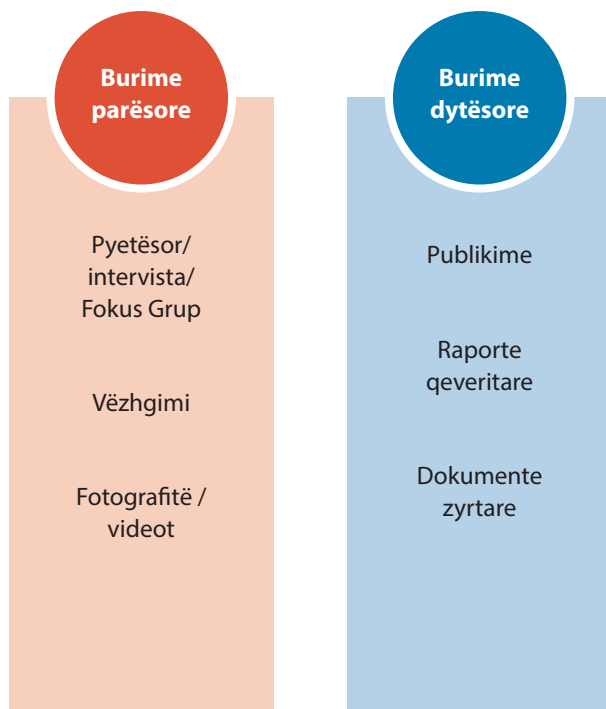 Burime
parësore
Pyetësor/
intervista/
Fokus Grup
Vëzhgimi
Fotografitë /
videot
Burime
dytësore
Publikime
Raporte
qeveritare
Dokumente
zyrtare